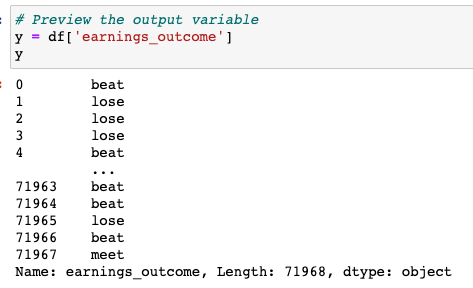 # Preview the output variable
y = df['earnings_outcome']
y
0        beat
1        lose
2        lose
3        lose
4        beat
         ...
71963    beat
71964    beat
71965    lose
71966    beat
71967    meet
Name: earnings_outcome, Length: 71968, dtype: object